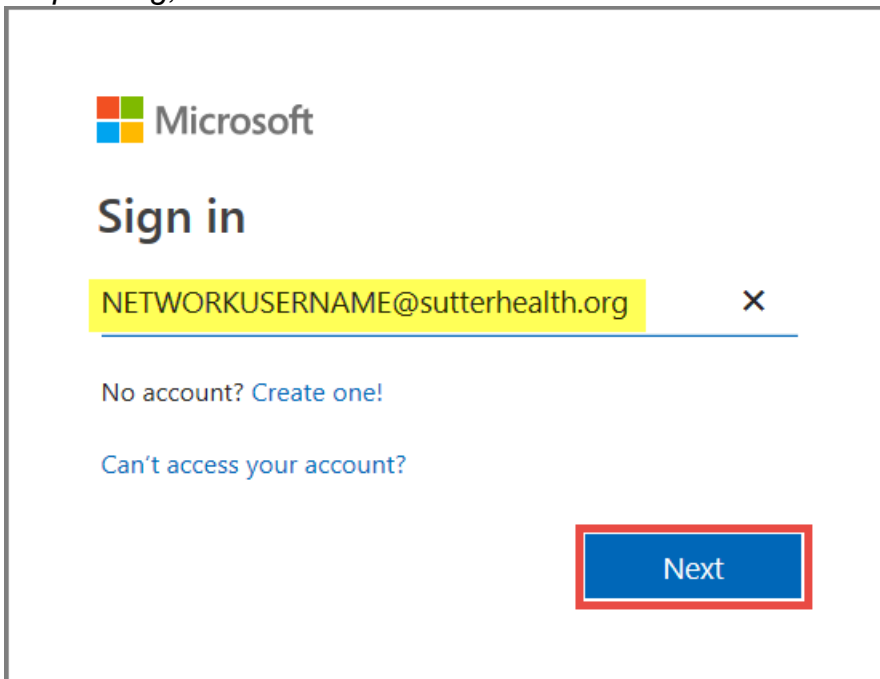 Microsoft
Sign in
NETWORKUSERNAME@sutterhealth.org
No account? Create one!
Can't access your account?
Next